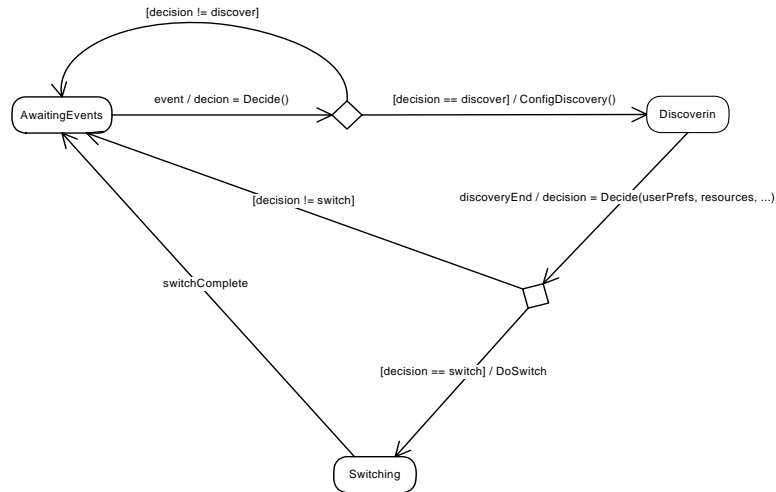 [decision != discover]
event / decion = Decide()
[decision == discover] / ConfigDiscovery()
AwaitingEvents
Discoverin
discoveryEnd / decision = Decide(userPrefs, resources, ...)
[decision != switch]
switchComplete
[decision == switch] / DoSwitch
Switching